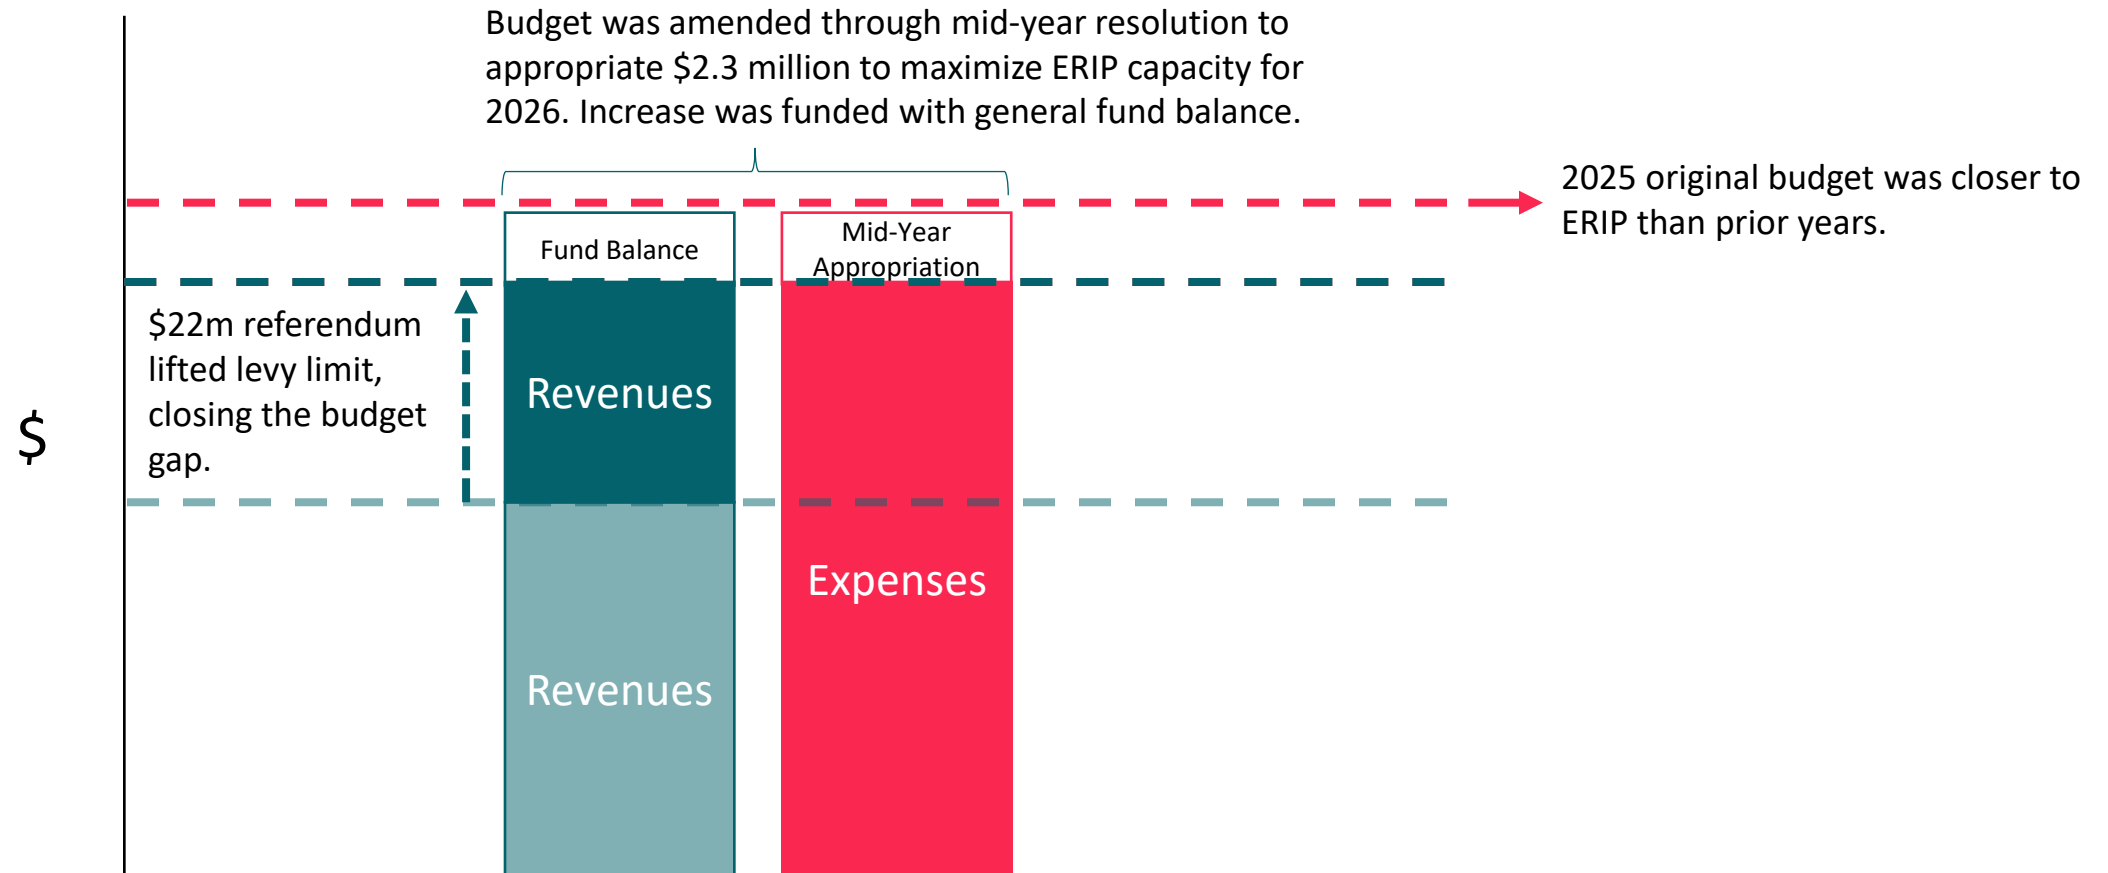 Budget was amended through mid-year resolution to
appropriate $2.3 million to maximize ERIP capacity for
2026. Increase was funded with general fund balance.
2025 original budget was closer to
ERIP than prior years.
Fund Balance
Mid-Year
Appropriation
$22m referendum
lifted levy limit,
closing the budget
gap.
$
Revenues
Expenses
Revenues